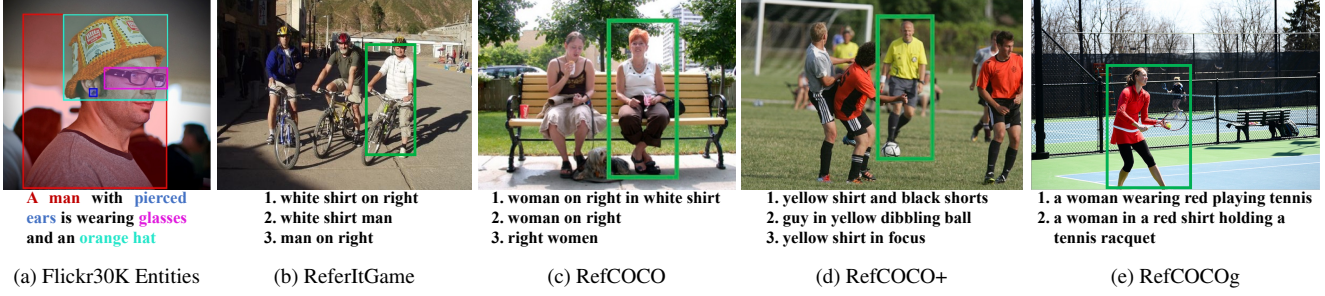 A man with pierced
ears is wearing glasses
and an orange hat
(a) Flickr30K Entities
1. white shirt on right
2. white shirt man
3. man on right
(b) ReferItGame
1. woman on right in white shirt
2. woman on right
3. right women
(c) RefCOCO
1. yellow shirt and black shorts
2. guy in yellow dibbling ball
3. yellow shirt in focus
(d) RefCOCO+
1. a woman wearing red playing tennis
2. a woman in a red shirt holding a
tennis racquet
(e) RefCOCOg